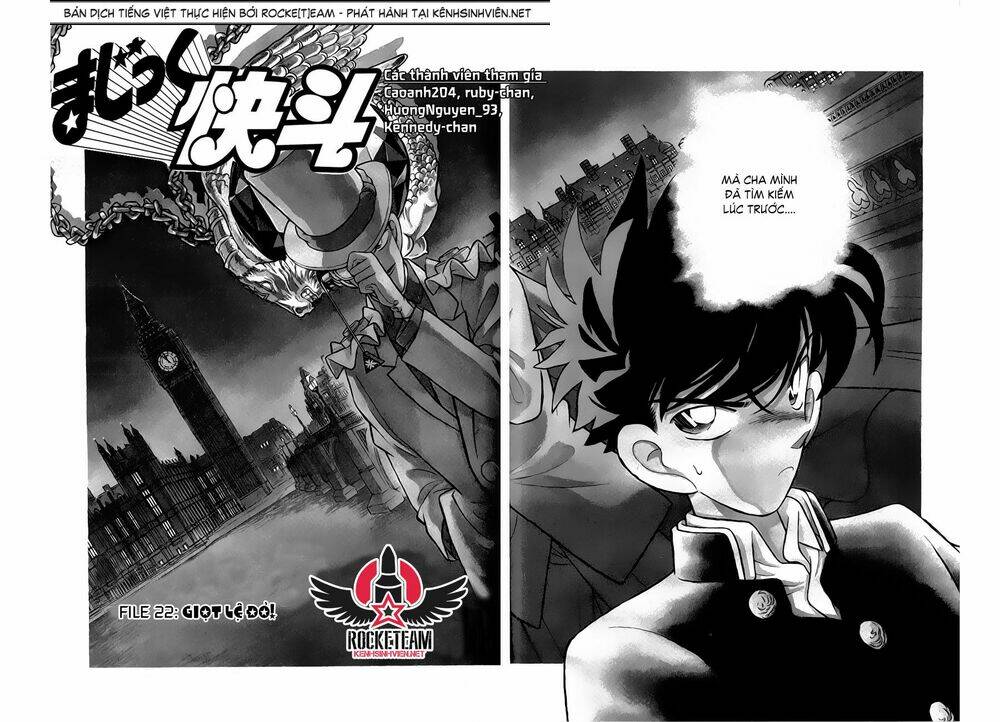 BẢN DỊCH TIẾNG VIỆT THỰC HIỆN BỞI ROCKE[T]EAM - PHÁT HÀNH TẠI KÊNHSINHVIÊN.NET
まじっく
快斗
Các thành viên tham gia
Caoanh204, ruby-chan,
HuongNguyen_93,
Kennedy-chan
MÀ CHA MÌNH
ĐÃ TÌM KIẾM
LÚC TRƯỚC....
FILE 22: GIỌT LỆ ĐỎ!
ROCKETEAM
KENHSINHVIEN.NET